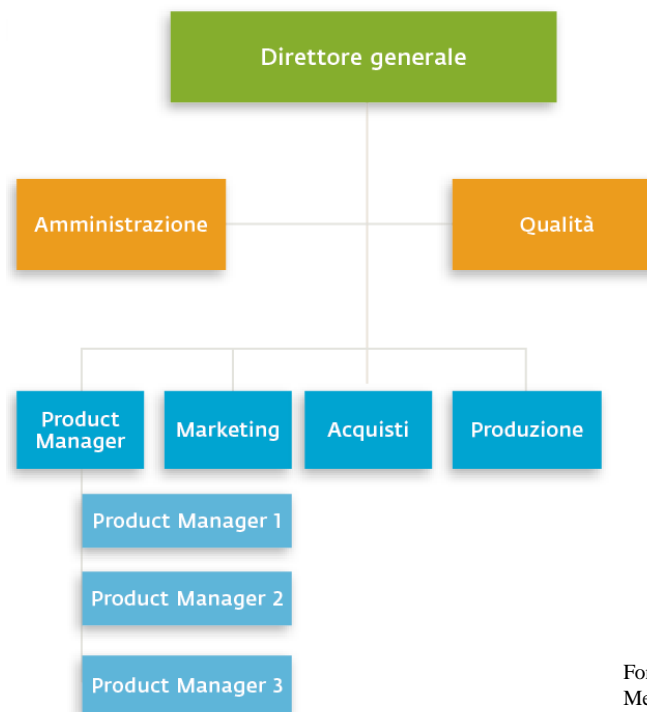 Direttore generale
Amministrazione
Qualità
Product
Manager
Marketing
Acquisti
Produzione
Product Manager 1
Product Manager 2
Product Manager 3